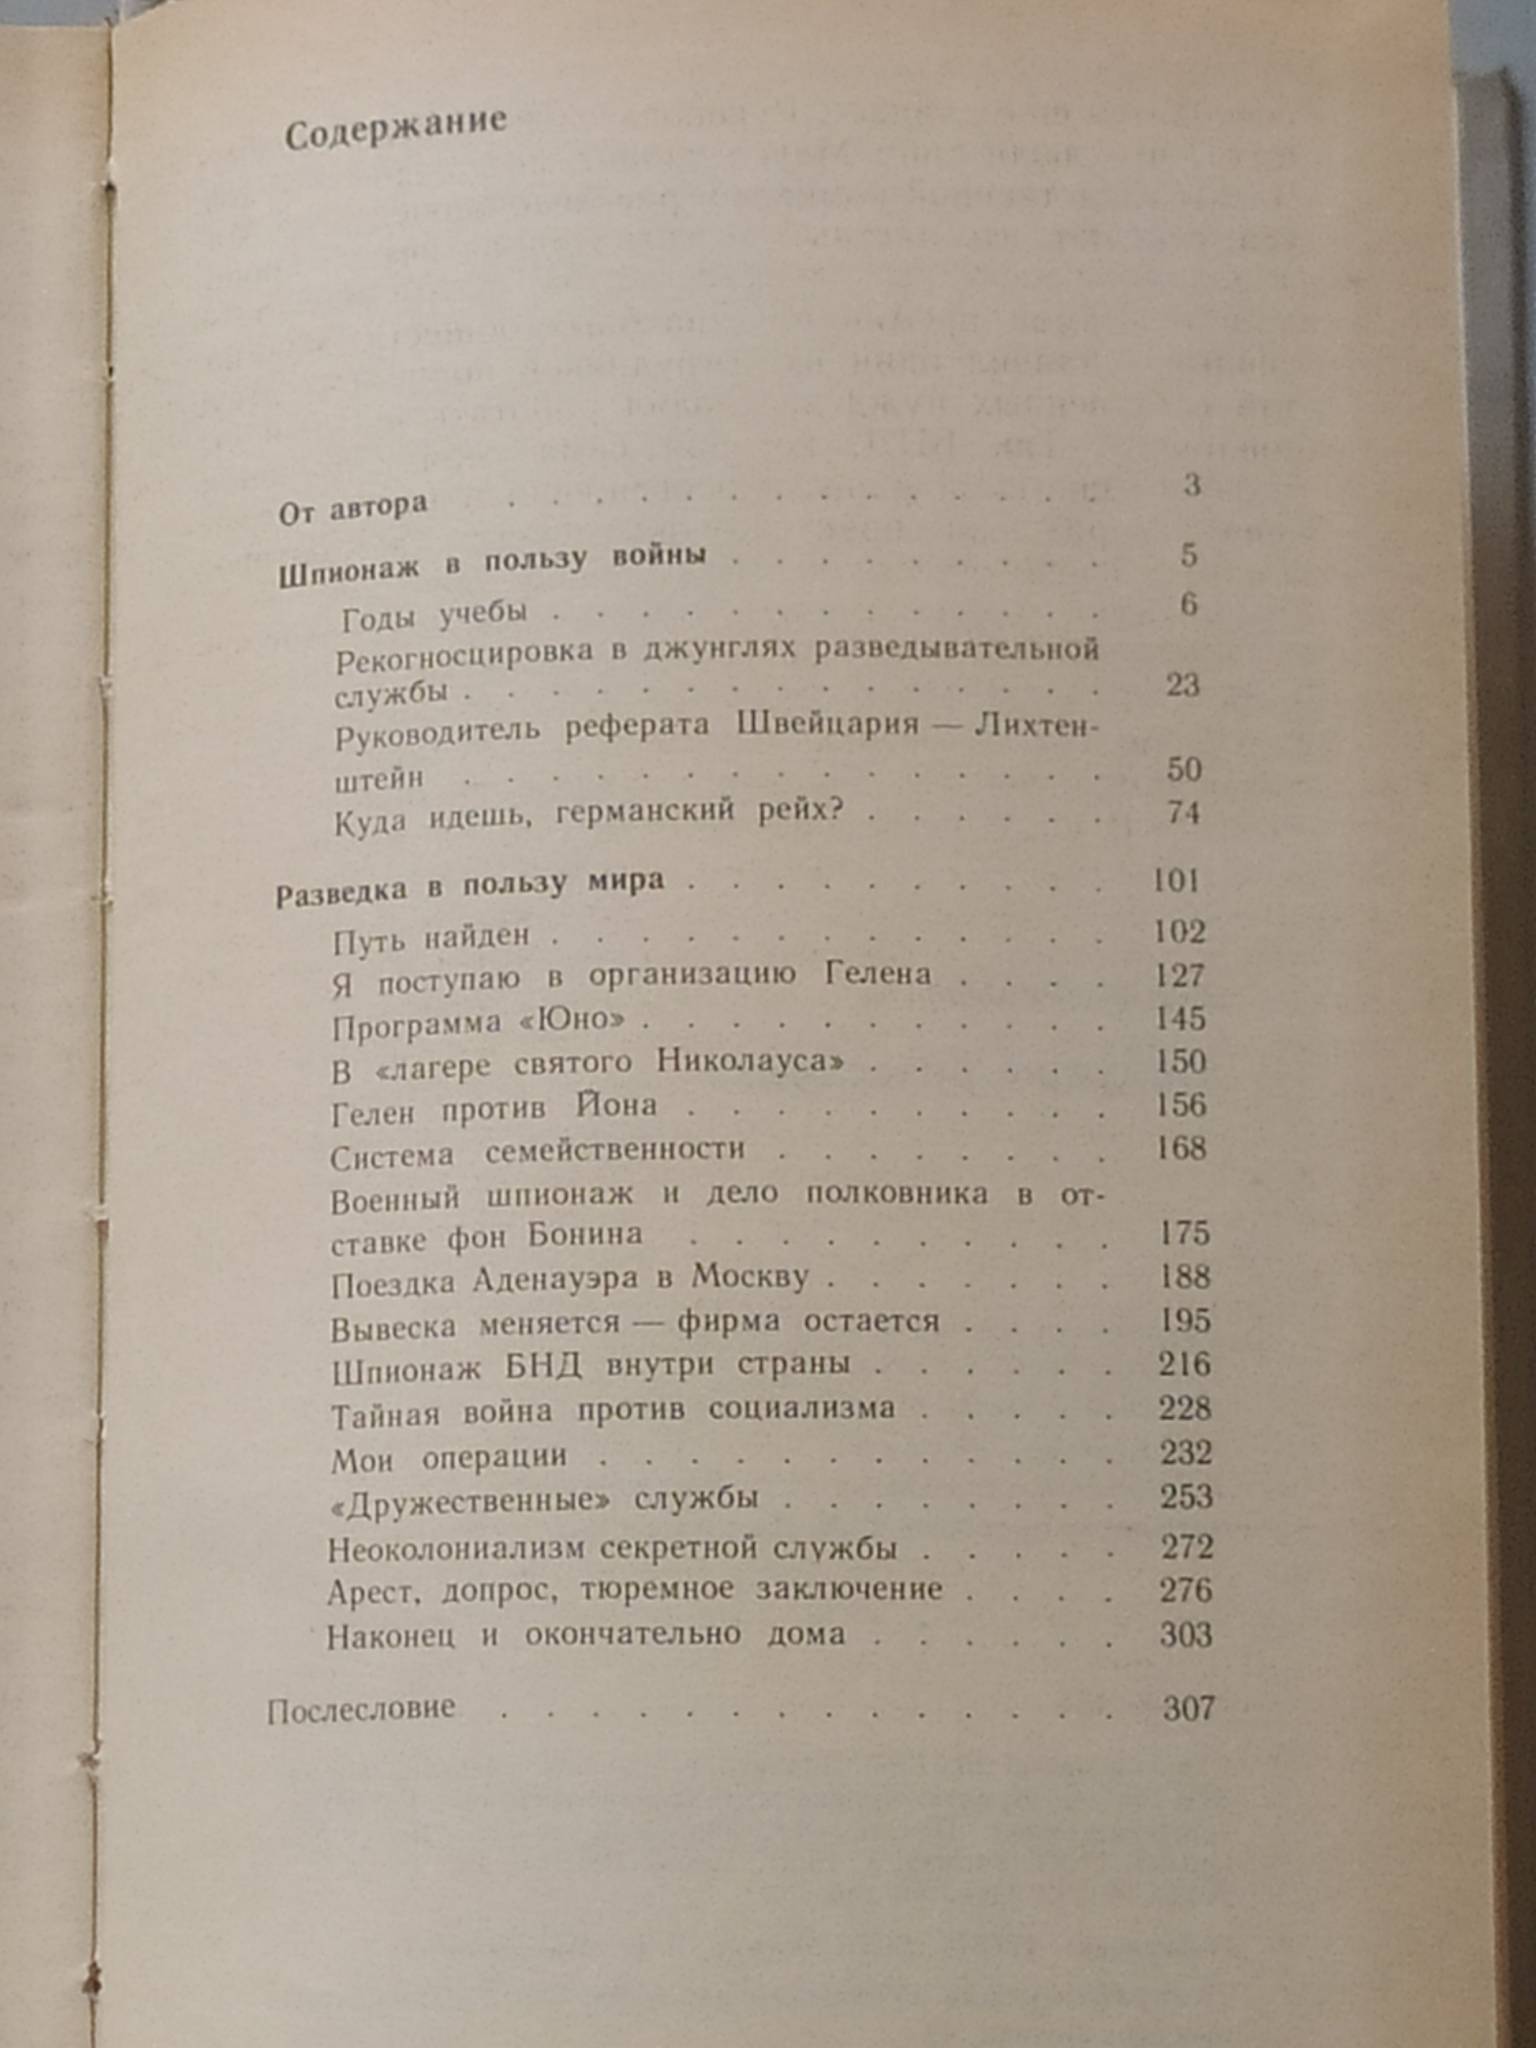 Содержание
От автора . . . . . . . . . . . . . . 3
Шпионаж в пользу войны . . . . . . . . . 5
Годы учебы . . . . . . . . . . . . . 6
Рекогносцировка в джунглях разведывательной
службы . . . . . . . . . . . . . . . 23
Руководитель реферата Швейцария — Лихтен-
штейн . . . . . . . . . . . . . . . 50
Куда идешь, германский рейх? . . . . . . 74
Разведка в пользу мира . . . . . . . . . . 101
Путь найден . . . . . . . . . . . . . 102
Я поступаю в организацию Гелена . . . . 127
Программа «Юно» . . . . . . . . . . . 145
В «лагере святого Николауса» . . . . . . 150
Гелен против Йона . . . . . . . . . . 156
Система семейственности . . . . . . . . 168
Военный шпионаж и дело полковника в от-
ставке фон Бонина . . . . . . . . . . 175
Поездка Аденауэра в Москву . . . . . . . 188
Вывеска меняется — фирма остается . . . . 195
Шпионаж БНД внутри страны . . . . . . 216
Тайная война против социализма . . . . . 228
Мои операции . . . . . . . . . . . . 232
«Дружественные» службы . . . . . . . . 253
Неоколониализм секретной службы . . . . . 272
Арест, допрос, тюремное заключение . . . . 276
Наконец и окончательно дома . . . . . . 303
Послесловие . . . . . . . . . . . . . . 307